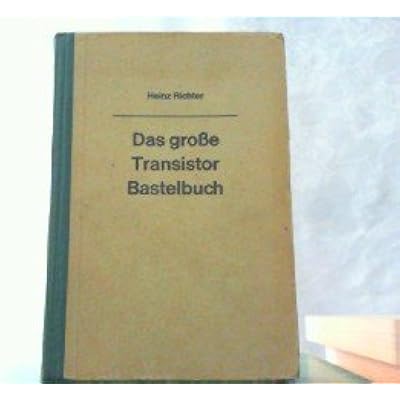 Heinz Richter
Das große
Transistor
Bastelbuch